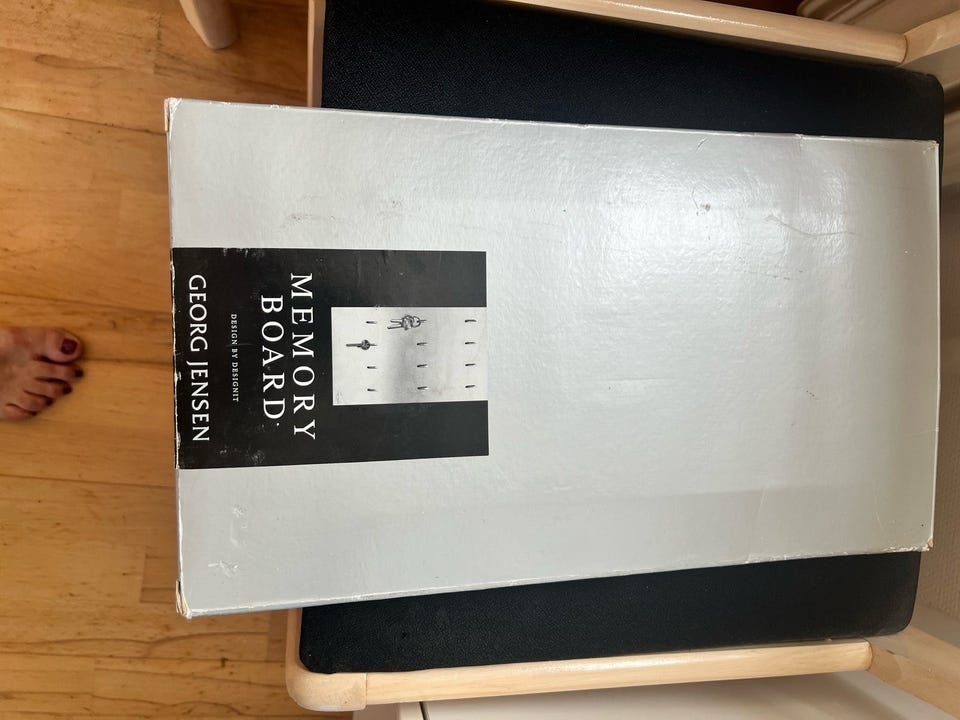 MEMORY
BOARD
DESIGN BY DESIGNIT
GEORG JENSEN